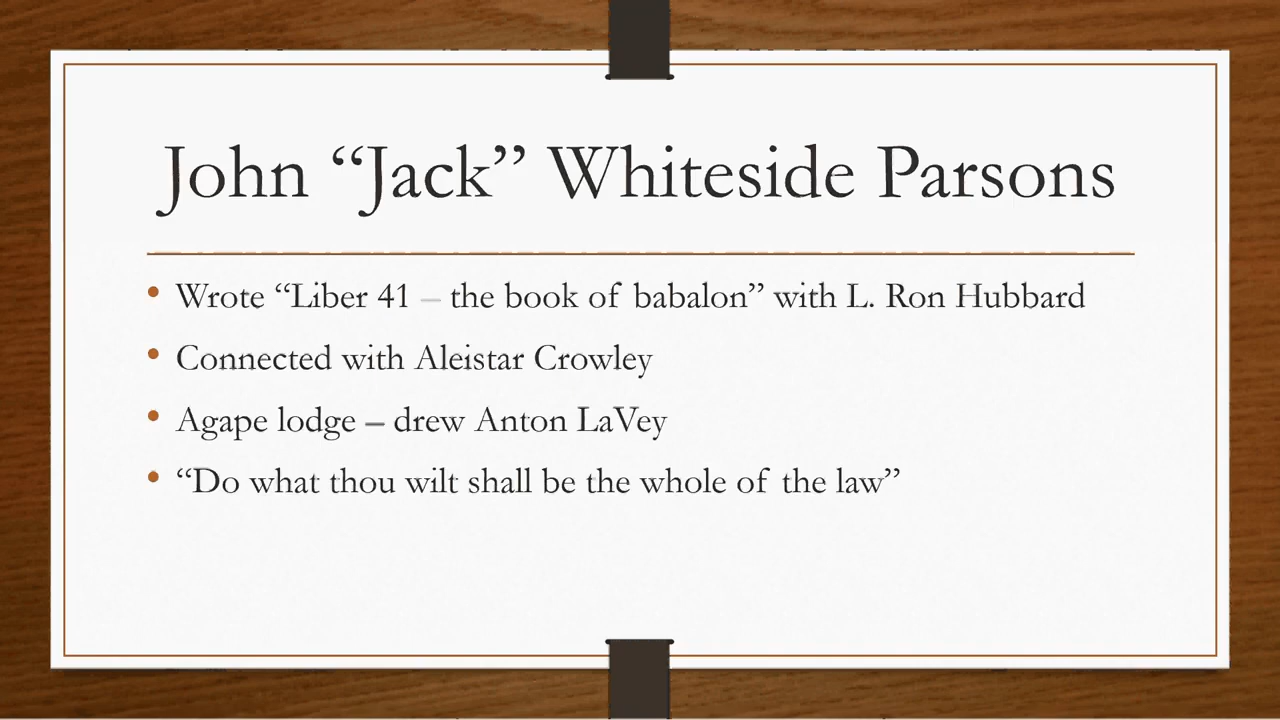 John “Jack” Whiteside Parsons
• Wrote “Liber 41 – the book of babalon” with L. Ron Hubbard
• Connected with Aleistar Crowley
• Agape lodge – drew Anton LaVey
• “Do what thou wilt shall be the whole of the law”